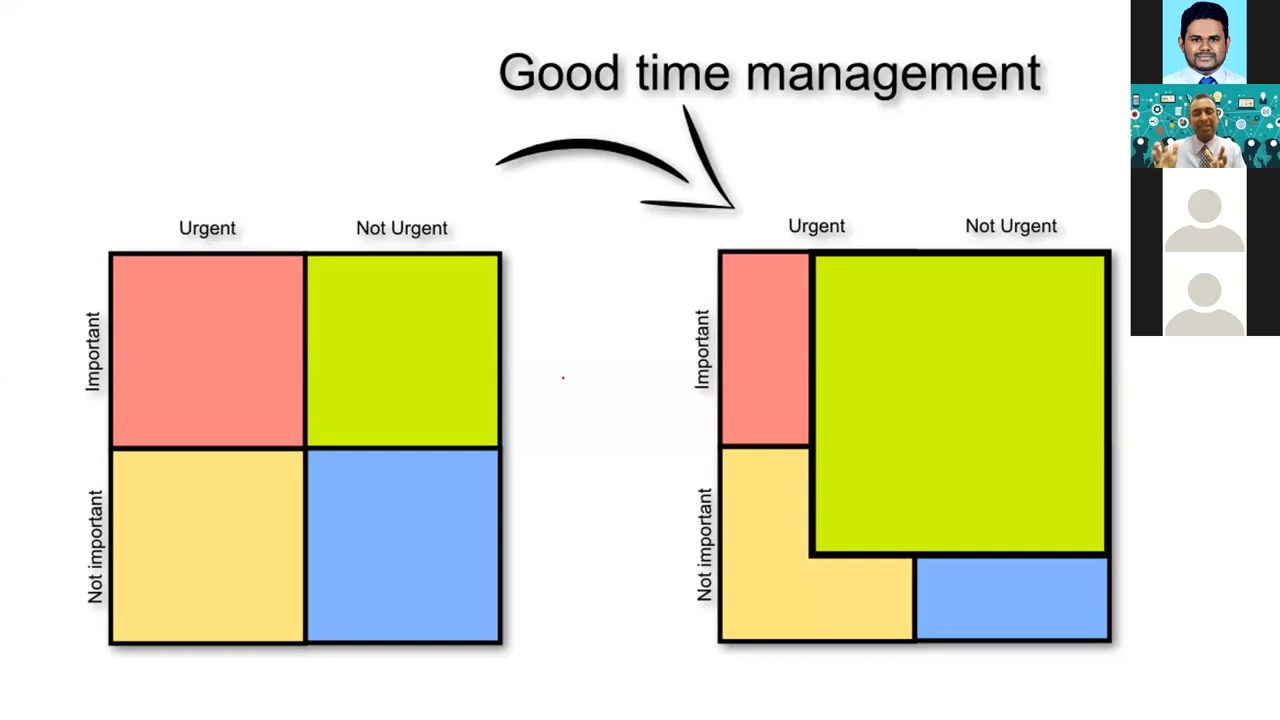 Good time management
Urgent
Not Urgent
Important
Not important
Urgent
Not Urgent
Important
Not important